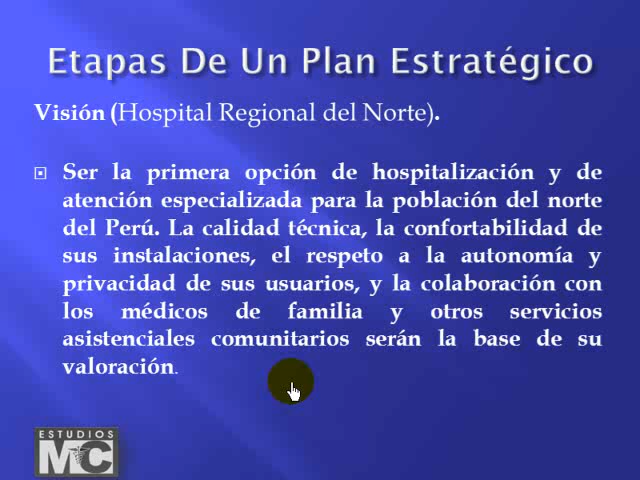 Etapas De Un Plan Estratégico
Visión (Hospital Regional del Norte).
Ser la primera opción de hospitalización y de
atención especializada para la población del norte
del Perú. La calidad técnica, la confortabilidad de
sus instalaciones, el respeto a la autonomía y
privacidad de sus usuarios, y la colaboración con
los médicos de familia y otros servicios
asistenciales comunitarios serán la base de su
valoración.
ESTUDIOS
MC